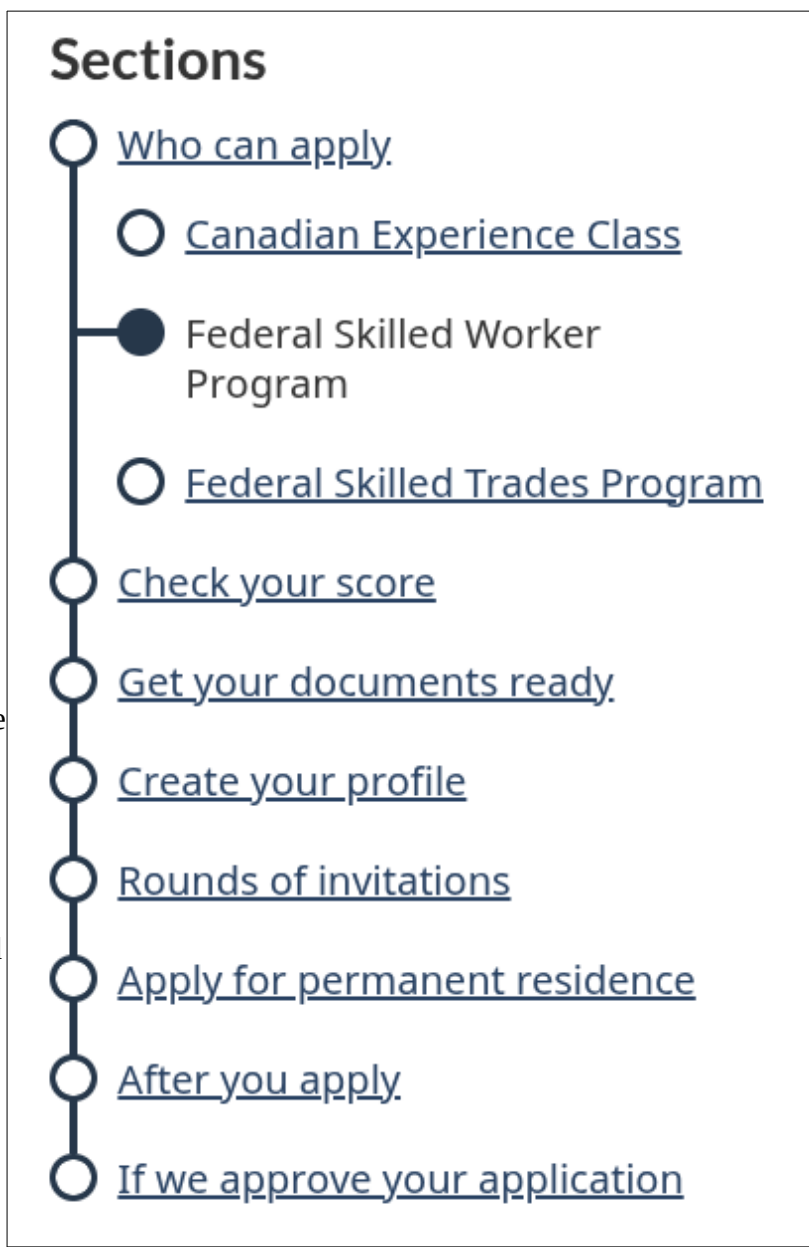 Sections
Who can apply
Canadian Experience Class
Federal Skilled Worker
Program
Federal Skilled Trades Program
Check your score
Get your documents ready
e
Create your profile
Rounds of invitations
Apply for permanent residence
After you apply
If we approve your application